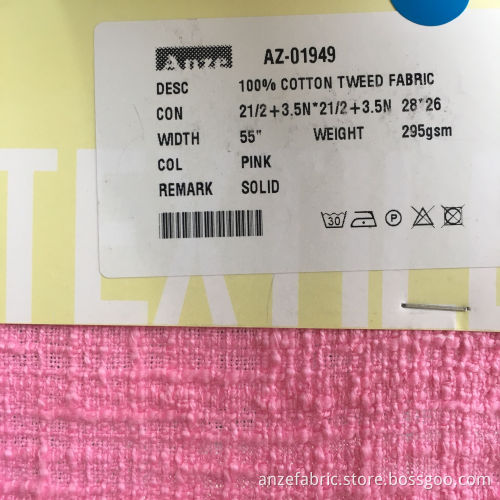 Anze AZ-01949
DESC 100% COTTON TWEED FABRIC
CON 21/2+3.5N*21/2+3.5N 28*26
WIDTH 55" WEIGHT 295gsm
COL PINK
REMARK SOLID
30 P
anzefabric.store.bossgoo.com